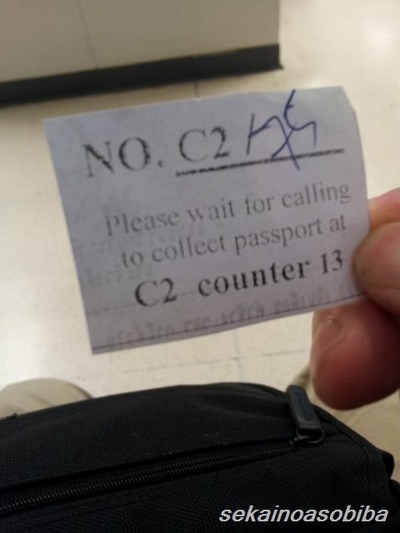 NO. C2
Please wait for calling
to collect passport at
C2 counter 13
sekainoasobiba